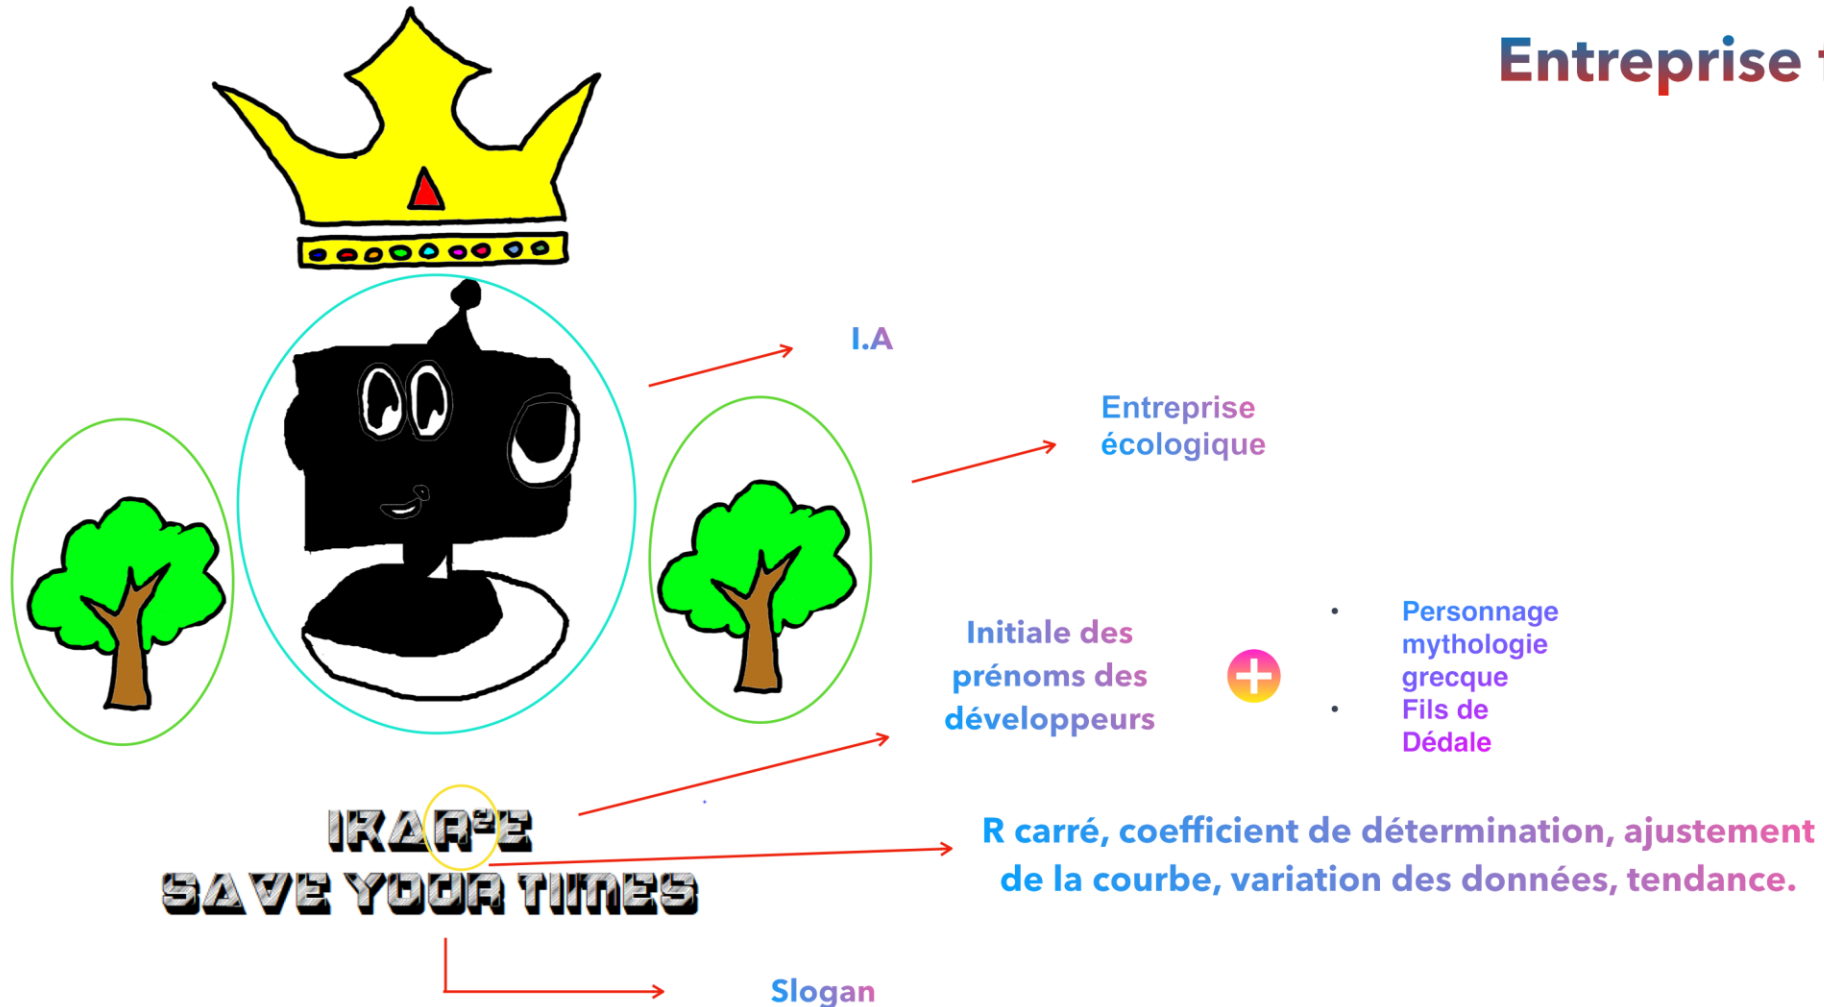 Entreprise
I.A
Entreprise
écologique
Initiale des
prénoms des
développeurs
• Personnage
mythologie
grecque
• Fils de
Dédale
IKAR²E
SAVE YOUR TIMES
R carré, coefficient de détermination, ajustement
de la courbe, variation des données, tendance.
Slogan